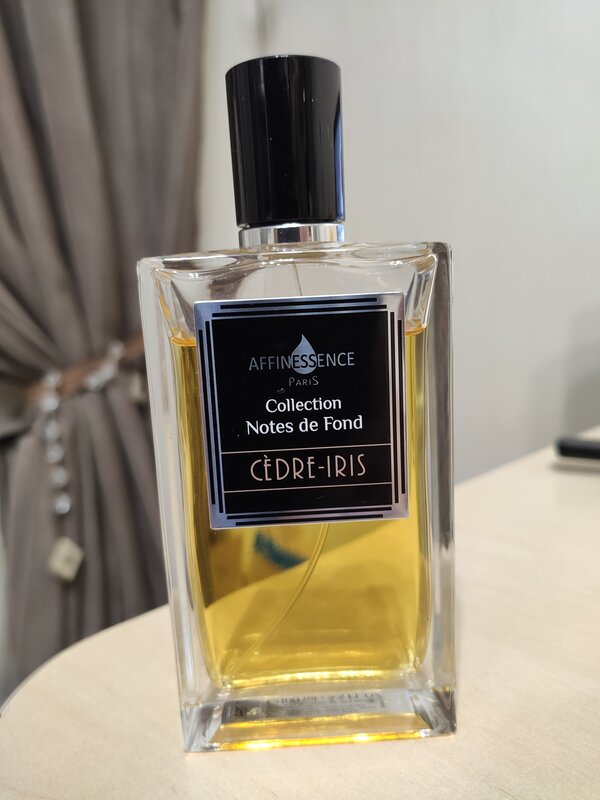 AFFINESSENCE
PARIS
Collection
Notes de Fond
CÈDRE-IRIS